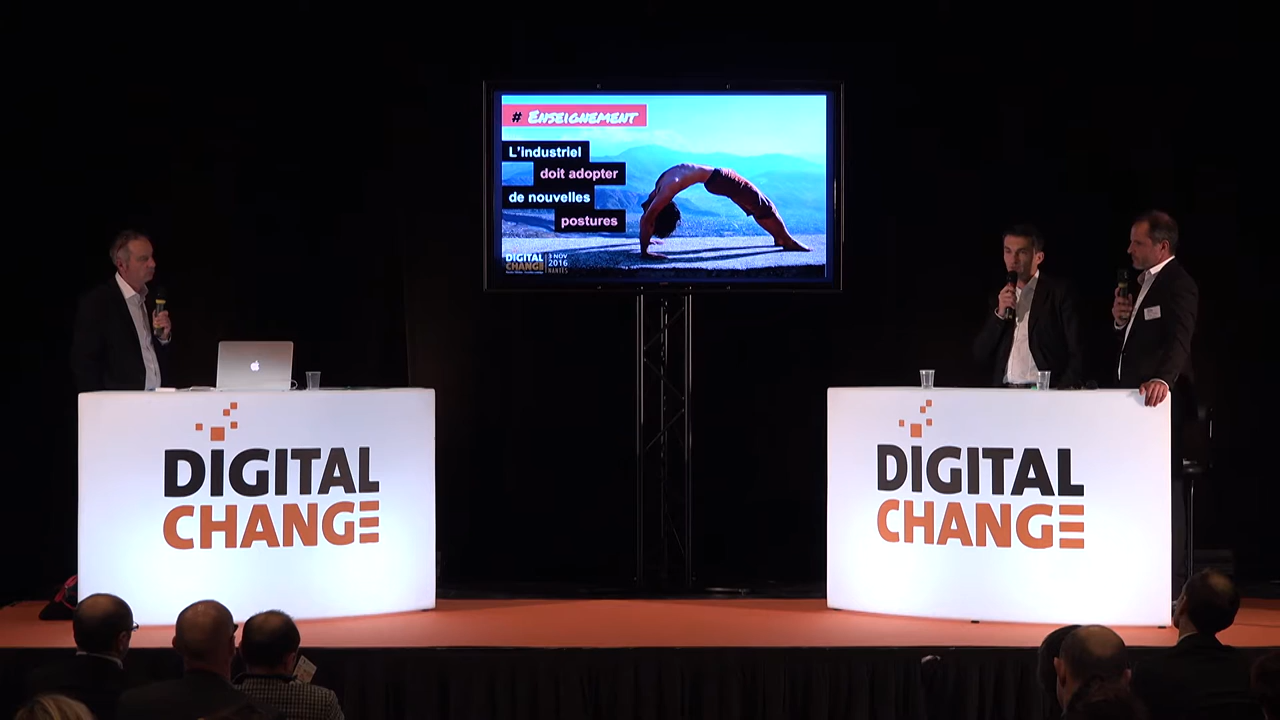 # ENSEIGNEMENT
L'industriel
doit adopter
de nouvelles
postures
DIGITAL
CHANGE
3 NOV
2016
NANTES
DIGITAL
CHANGE
DIGITAL
CHANGE